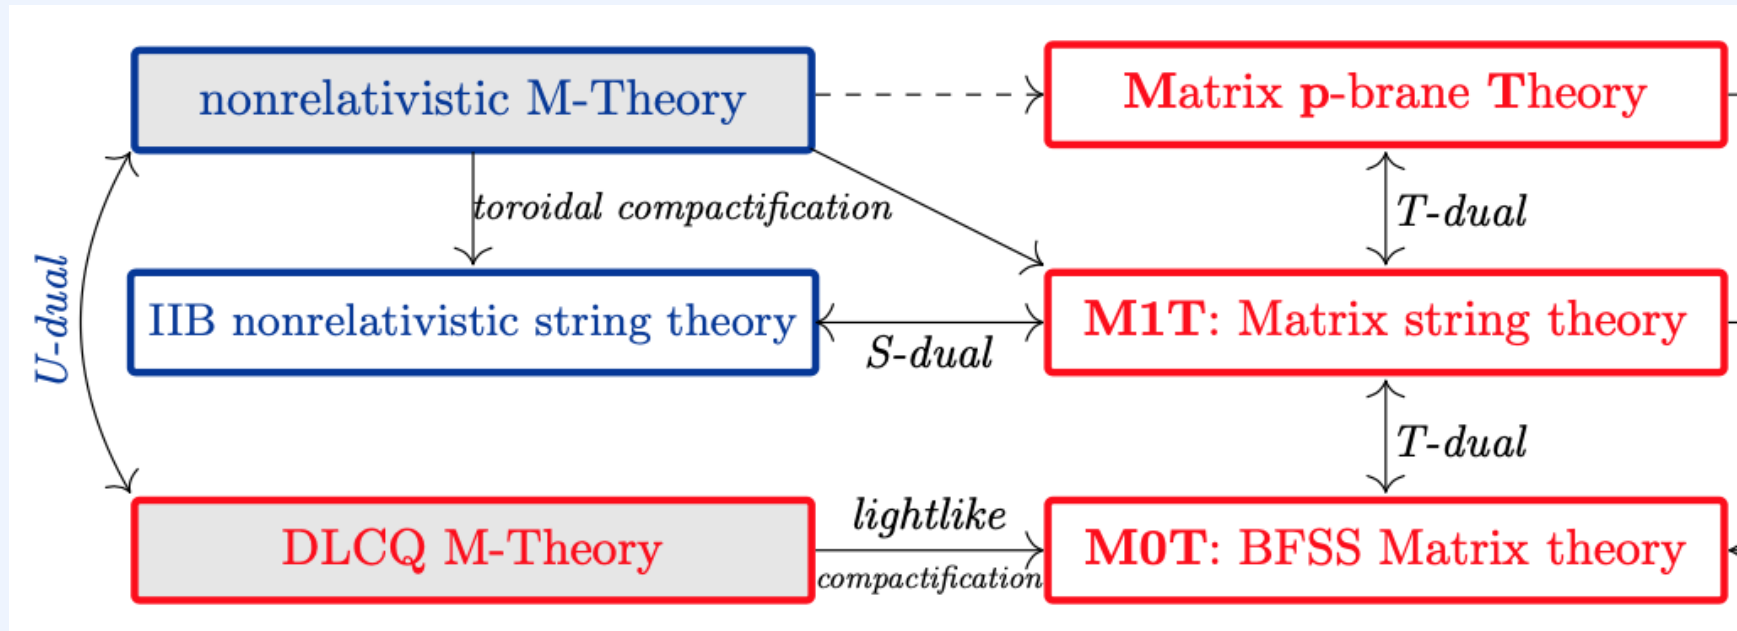 nonrelativistic M-Theory
Matrix p-brane Theory
toroidal compactification
T-dual
U-dual
IIB nonrelativistic string theory
S-dual
M1T: Matrix string theory
T-dual
DLCQ M-Theory
lightlike
compactification
M0T: BFSS Matrix theory